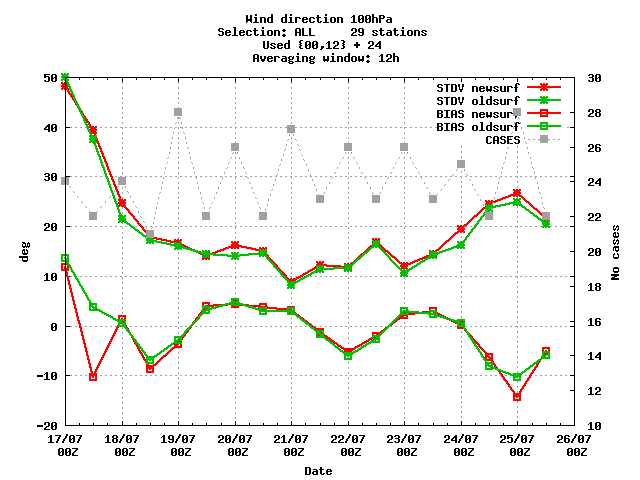 Wind direction 100hPa
Selection: ALL 29 stations
Used {00,12} + 24
Averaging window: 12h
STDV newsurf
STDV oldsurf
BIAS newsurf
BIAS oldsurf
CASES
50
40
30
20
10
0
-10
-20
deg
30
28
26
24
22
20
18
16
14
12
10
No cases
17/07 18/07 19/07 20/07 21/07 22/07 23/07 24/07 25/07 26/07
00Z 00Z 00Z 00Z 00Z 00Z 00Z 00Z 00Z 00Z
Date